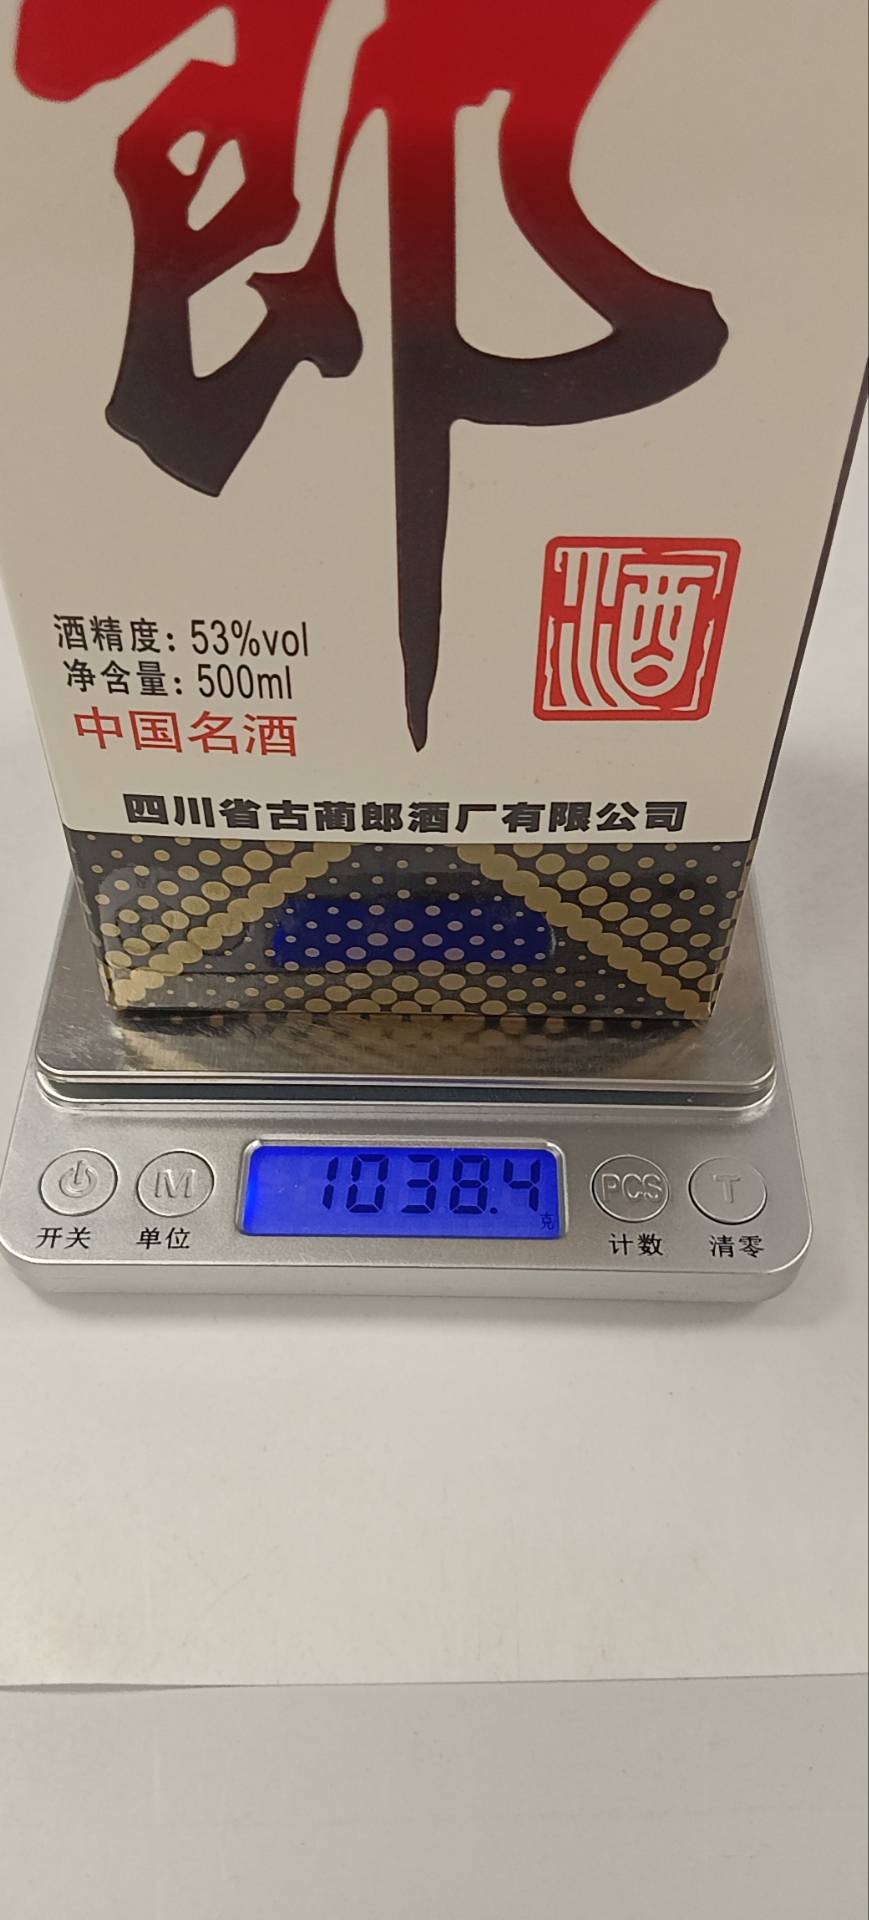 郎
酒
酒精度: 53%vol
净含量: 500ml
中国名酒
四川省古蔺郎酒厂有限公司
1038.4
克
M
PCS
T
开关
单位
计数
清零